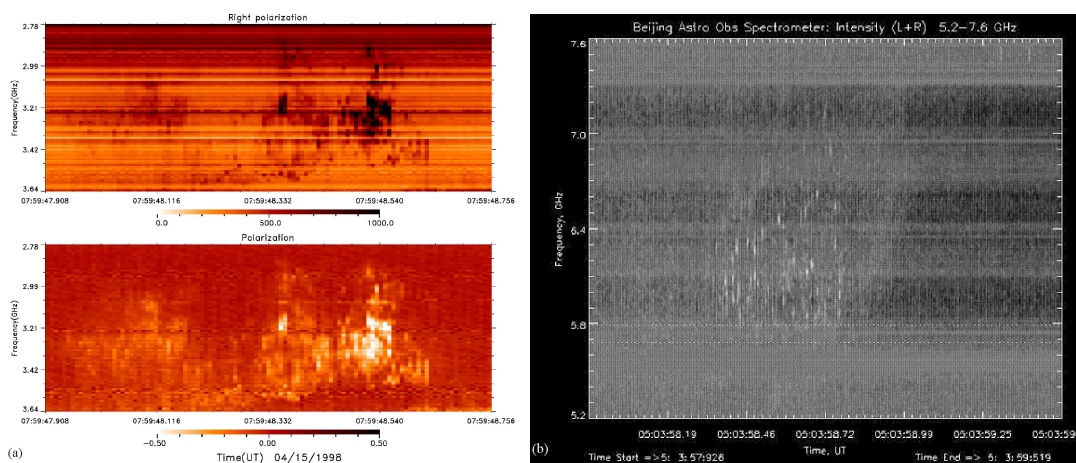 Right polarization
2.78
2.99
3.21
3.42
3.64
Frequency(GHz)
07:59:47.908 07:59:48.116 07:59:48.332 07:59:48.540 07:59:48.756
0.0 500.0 1000.0
Polarization
2.78
2.99
3.21
3.42
3.64
Frequency(GHz)
07:59:47.908 07:59:48.116 07:59:48.332 07:59:48.540 07:59:48.756
-0.50 0.00 0.50
(a)
Time(UT) 04/15/1998
Beijing Astro Obs Spectrometer: Intensity (L+R) 5.2-7.6 GHz
7.6
7.0
6.4
5.8
5.2
Frequency, GHz
05:03:58.19 05:03:58.46 05:03:58.72 05:03:58.99 05:03:59.25 05:03:59
(b)
Time, UT
Time Start =>5: 3:57:926 Time End =>5: 3:59:519